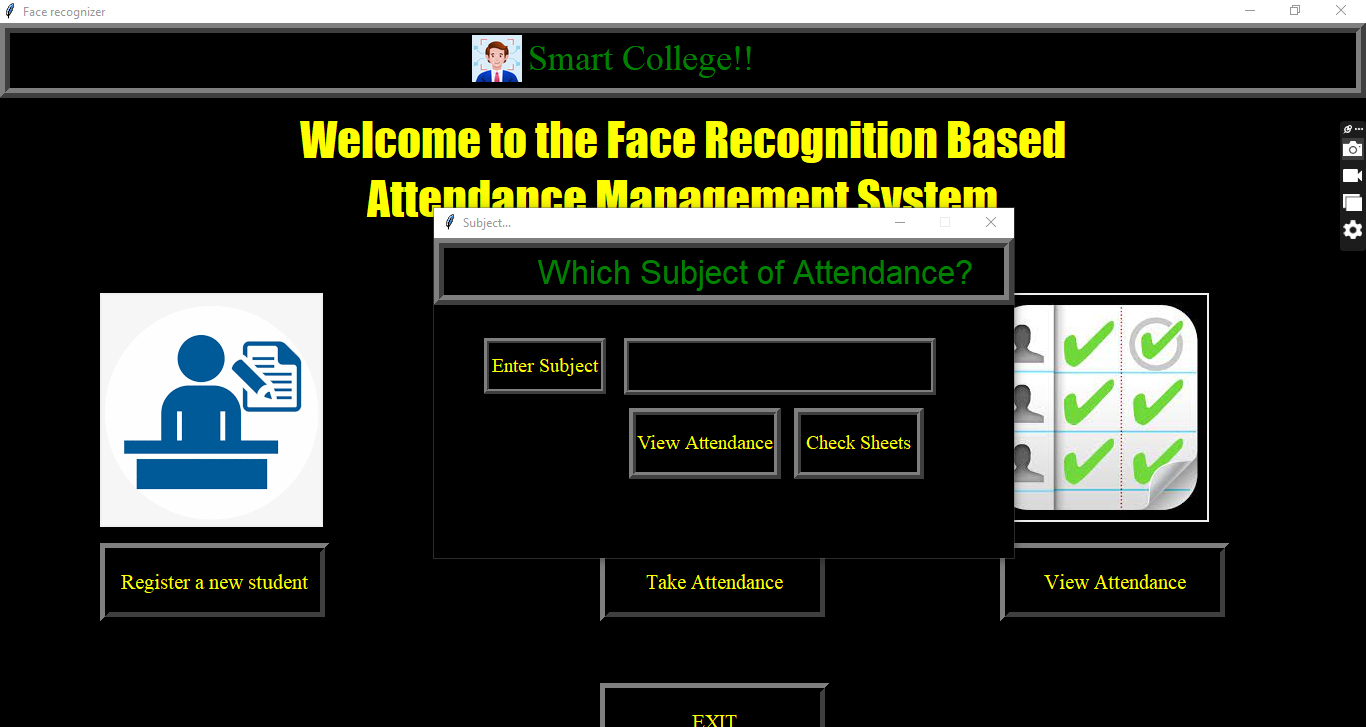 Face recognizer
Smart College!!
Welcome to the Face Recognition Based
Attendance Management System
Subject...
Which Subject of Attendance?
Enter Subject
View Attendance
Check Sheets
Register a new student
Take Attendance
View Attendance
EXIT